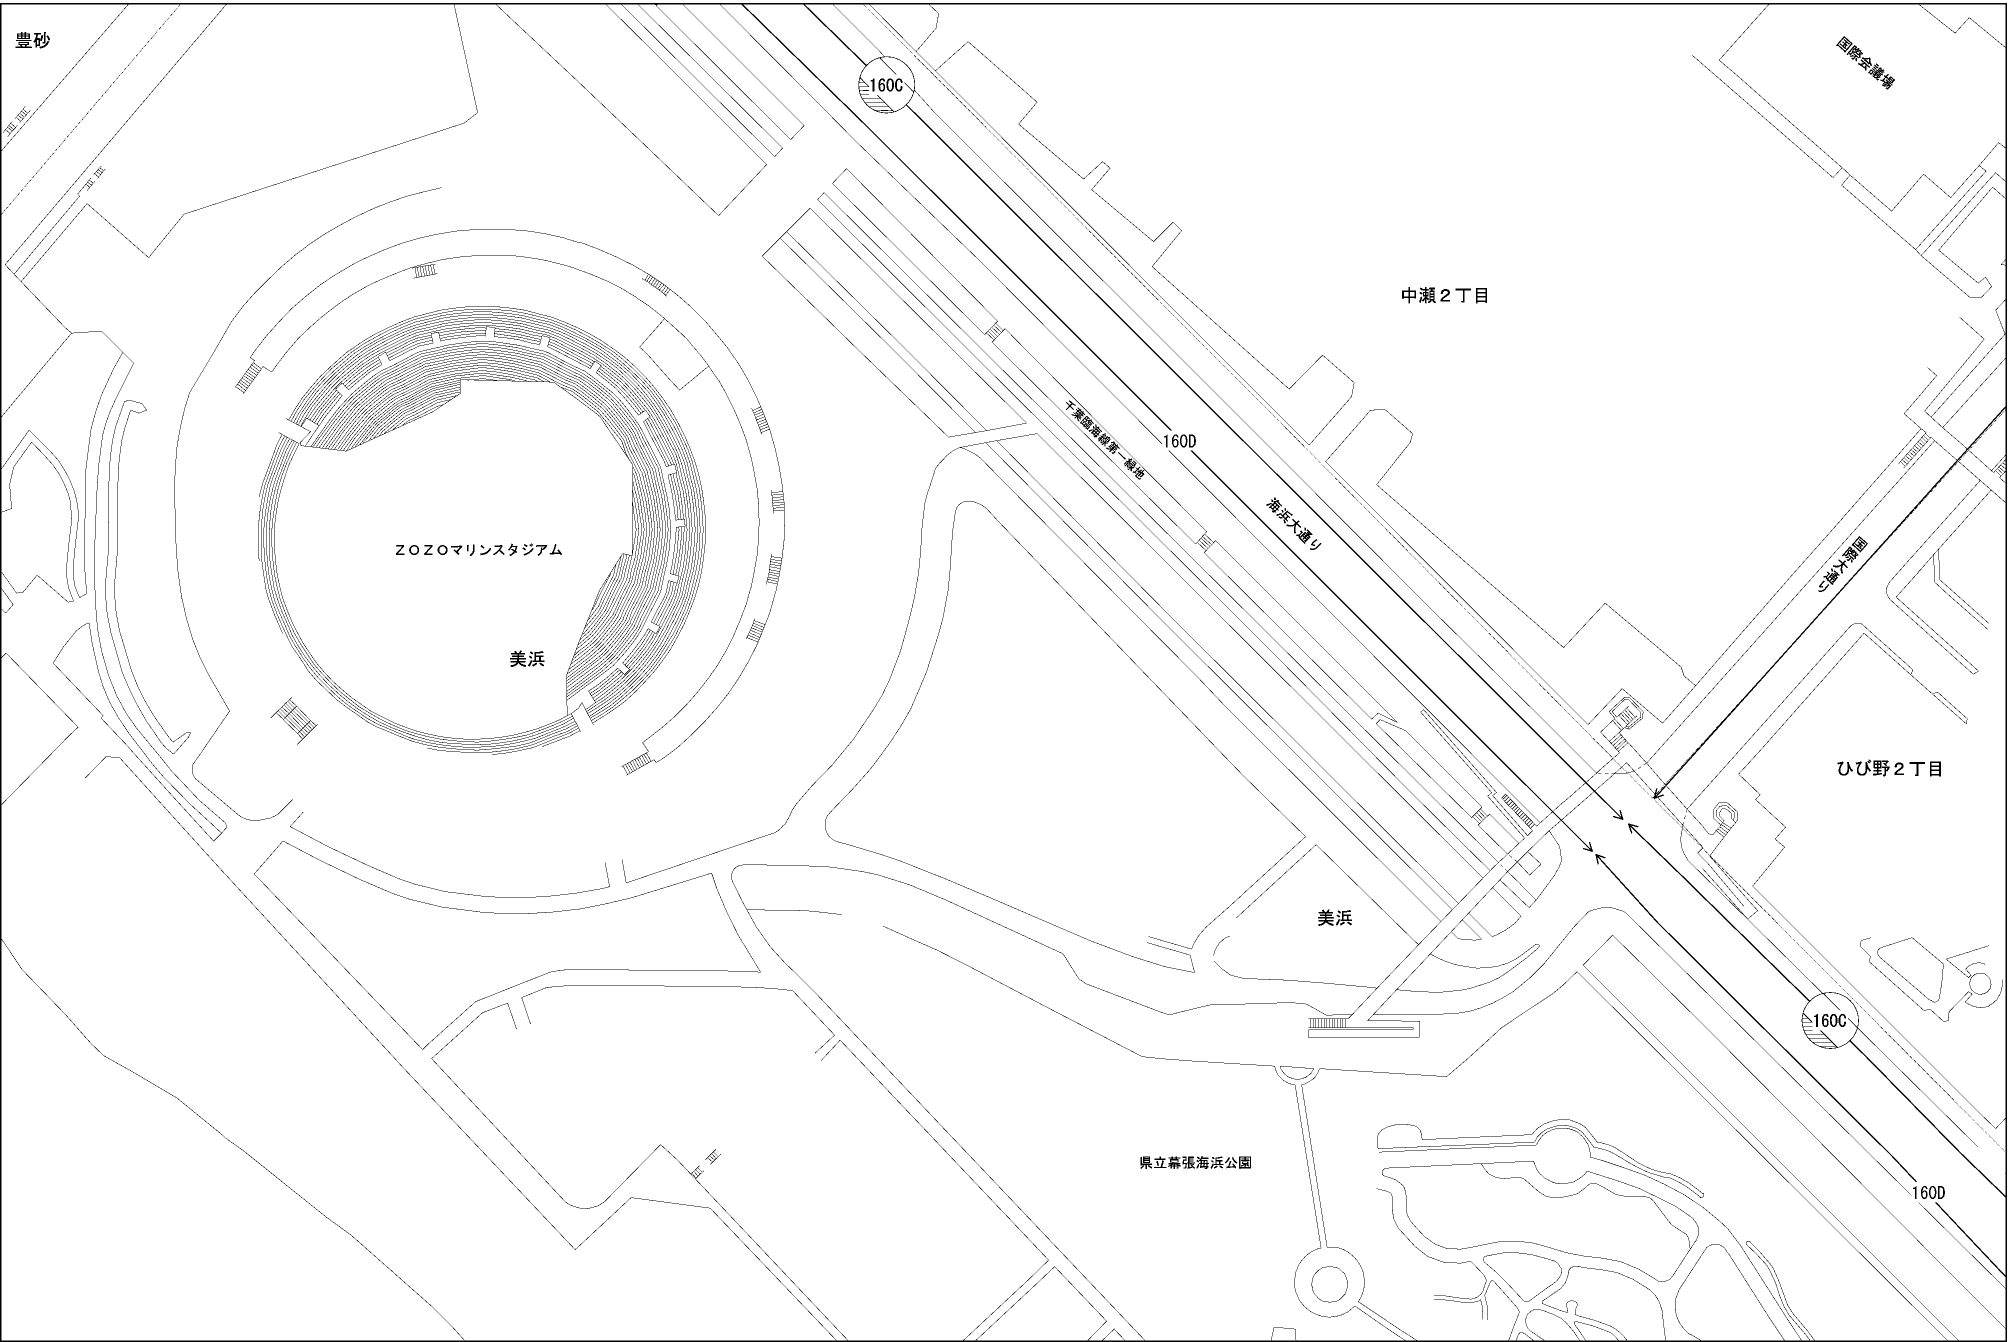 豊砂
国際会議場
160C
中瀬２丁目
千葉臨海線第一緑地
160D
海浜大通り
国際大通り
ＺＯＺＯマリンスタジアム
美浜
ひび野２丁目
美浜
160C
県立幕張海浜公園
160D